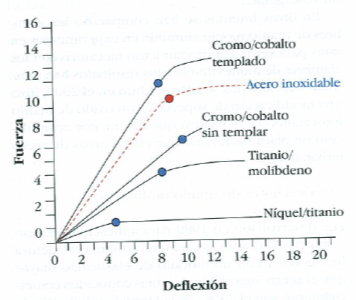 16
14
12
10
8
6
4
2
0
Fuerza
Cromo/cobalto
templado
Acero inoxidable
Cromo/cobalto
sin templar
Titanio/
molibdeno
Níquel/titanio
0 2 4 6 8 10 12 14 16 18 20
Deflexión